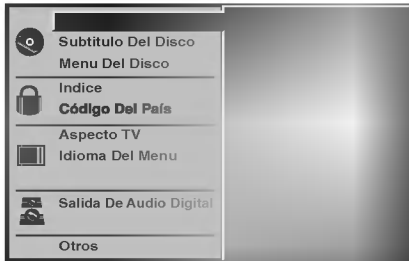 Subtitulo Del Disco
Menu Del Disco
Indice
Código Del País
Aspecto TV
Idioma Del Menu
Salida De Audio Digital
Otros